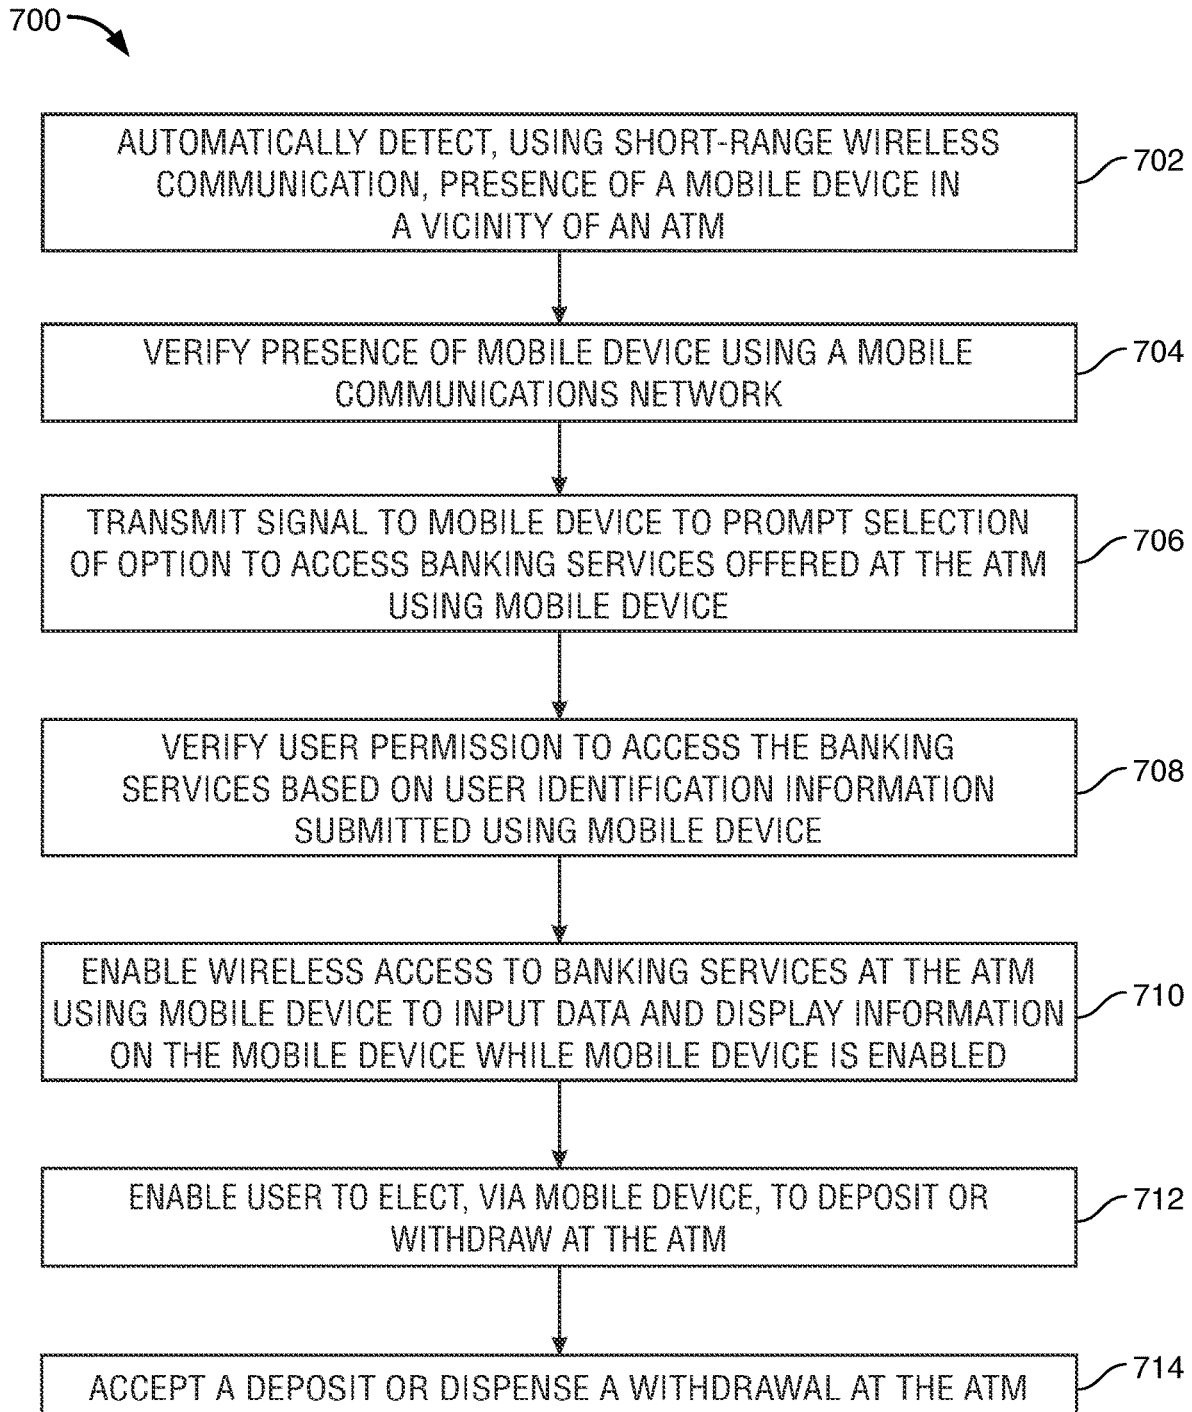 700
AUTOMATICALLY DETECT, USING SHORT-RANGE WIRELESS
COMMUNICATION, PRESENCE OF A MOBILE DEVICE IN
A VICINITY OF AN ATM
702
VERIFY PRESENCE OF MOBILE DEVICE USING A MOBILE
COMMUNICATIONS NETWORK
704
TRANSMIT SIGNAL TO MOBILE DEVICE TO PROMPT SELECTION
OF OPTION TO ACCESS BANKING SERVICES OFFERED AT THE ATM
USING MOBILE DEVICE
706
VERIFY USER PERMISSION TO ACCESS THE BANKING
SERVICES BASED ON USER IDENTIFICATION INFORMATION
SUBMITTED USING MOBILE DEVICE
708
ENABLE WIRELESS ACCESS TO BANKING SERVICES AT THE ATM
USING MOBILE DEVICE TO INPUT DATA AND DISPLAY INFORMATION
ON THE MOBILE DEVICE WHILE MOBILE DEVICE IS ENABLED
710
ENABLE USER TO ELECT, VIA MOBILE DEVICE, TO DEPOSIT OR
WITHDRAW AT THE ATM
712
ACCEPT A DEPOSIT OR DISPENSE A WITHDRAWAL AT THE ATM
714